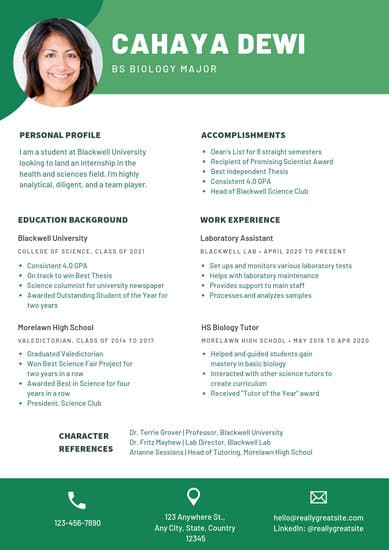 CAHAYA DEWI
BS BIOLOGY MAJOR
PERSONAL PROFILE
I am a student at Blackwell University
looking to land an internship in the
health and sciences field. I'm highly
analytical, diligent, and a team player.
ACCOMPLISHMENTS
• Dean's List for 8 straight semesters
• Recipient of Promising Scientist Award
• Best Independent Thesis
• Consistent 4.0 GPA
• Head of Blackwell Science Club
EDUCATION BACKGROUND
Blackwell University
COLLEGE OF SCIENCE, CLASS OF 2021
• Consistent 4.0 GPA
• On track to win Best Thesis
• Science columnist for university newspaper
• Awarded Outstanding Student of the Year for
two years
Morelawn High School
VALEDICTORIAN, CLASS OF 2014 TO 2017
• Graduated Valedictorian
• Won Best Science Fair Project for
two years in a row
• Awarded Best in Science for four
years in a row
• President, Science Club
WORK EXPERIENCE
Laboratory Assistant
BLACKWELL LAB • APRIL 2020 TO PRESENT
• Set ups and monitors various laboratory tests
• Helps with laboratory maintenance
• Provides support to main staff
• Processes and analyzes samples
HS Biology Tutor
MORELAWN HIGH SCHOOL • MAY 2018 TO APR 2020
• Helped and guided students gain
mastery in basic biology
• Interacted with other science tutors to
create curriculum
• Received "Tutor of the Year" award
CHARACTER
REFERENCES
Dr. Terrie Grover | Professor, Blackwell University
Dr. Fritz Mayhew | Lab Director, Blackwell Lab
Arianne Sessions | Head of Tutoring, Morelawn High School
123-456-7890
123 Anywhere St.,
Any City, State, Country
12345
hello@reallygreatsite
LinkedIn: @reallygreatsite